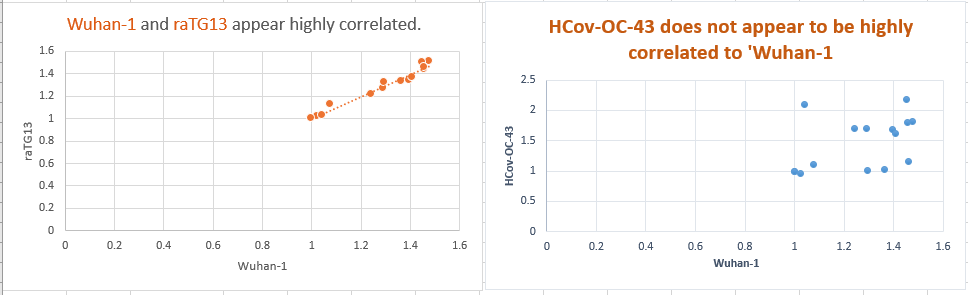 Wuhan-1 and raTG13 appear highly correlated.
1.6
1.4
1.2
1
0.8
0.6
0.4
0.2
0
raTG13
0 0.2 0.4 0.6 0.8 1 1.2 1.4 1.6
Wuhan-1
HCov-OC-43 does not appear to be highly
correlated to 'Wuhan-1
2.5
2
1.5
1
0.5
0
HCov-OC-43
0 0.2 0.4 0.6 0.8 1 1.2 1.4 1.6
Wuhan-1